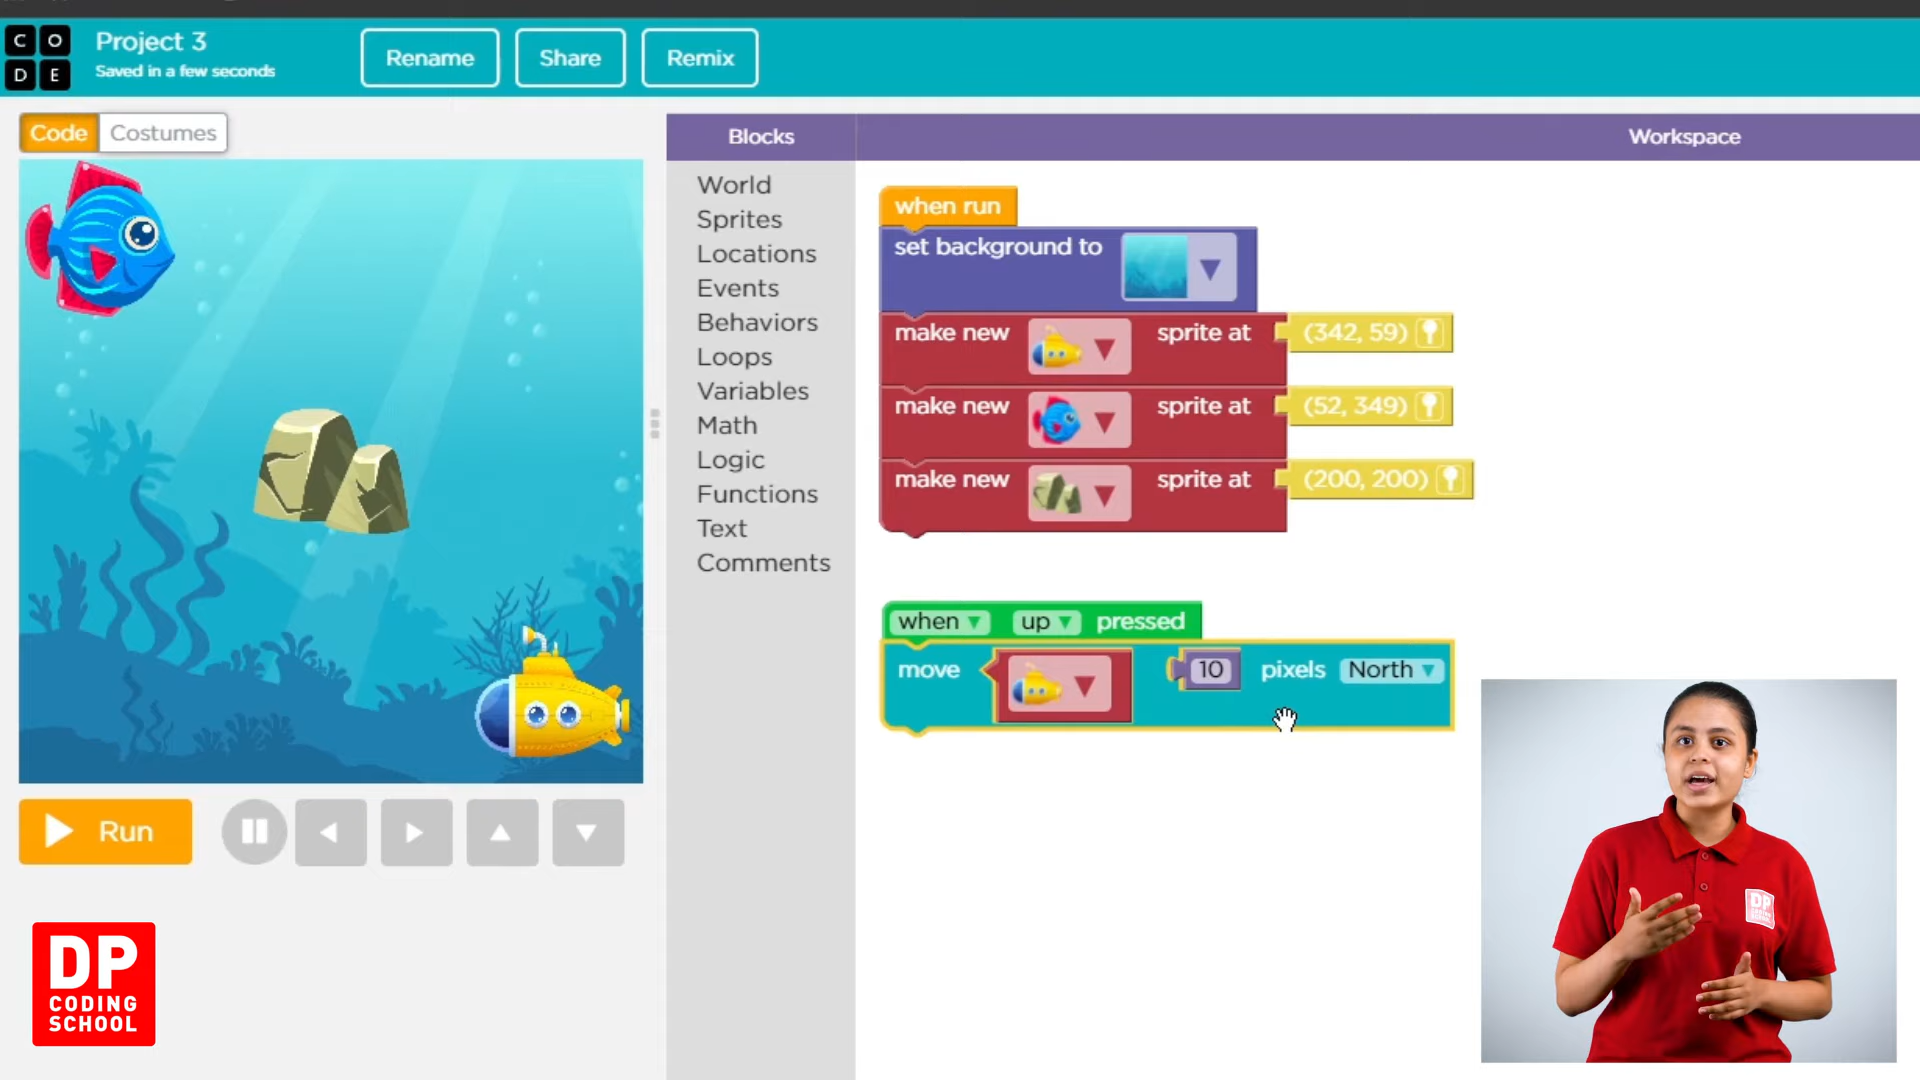 C O
D E
Project 3
Saved in a few seconds
Rename
Share
Remix
Code
Costumes
Blocks
Workspace
World
Sprites
Locations
Events
Behaviors
Loops
Variables
Math
Logic
Functions
Text
Comments
when run
set background to
make new sprite at (342, 59)
make new sprite at (52, 349)
make new sprite at (200, 200)
when up pressed
move 10 pixels North
Run
DP
CODING
SCHOOL
DP
CODING
SCHOOL